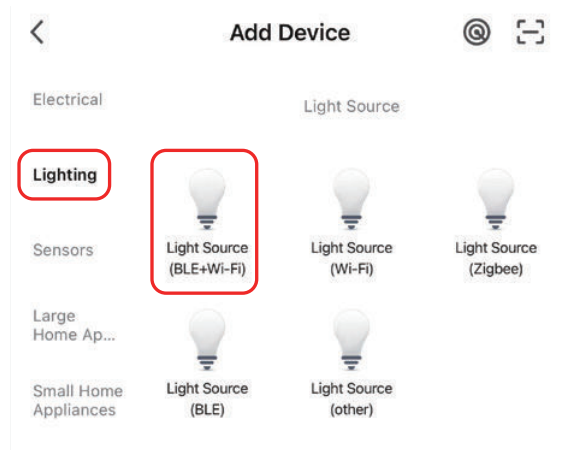 Add Device
Electrical
Light Source
Lighting
Light Source
(BLE+Wi-Fi)
Light Source
(Wi-Fi)
Light Source
(Zigbee)
Sensors
Large
Home Ap...
Small Home
Appliances
Light Source
(BLE)
Light Source
(other)